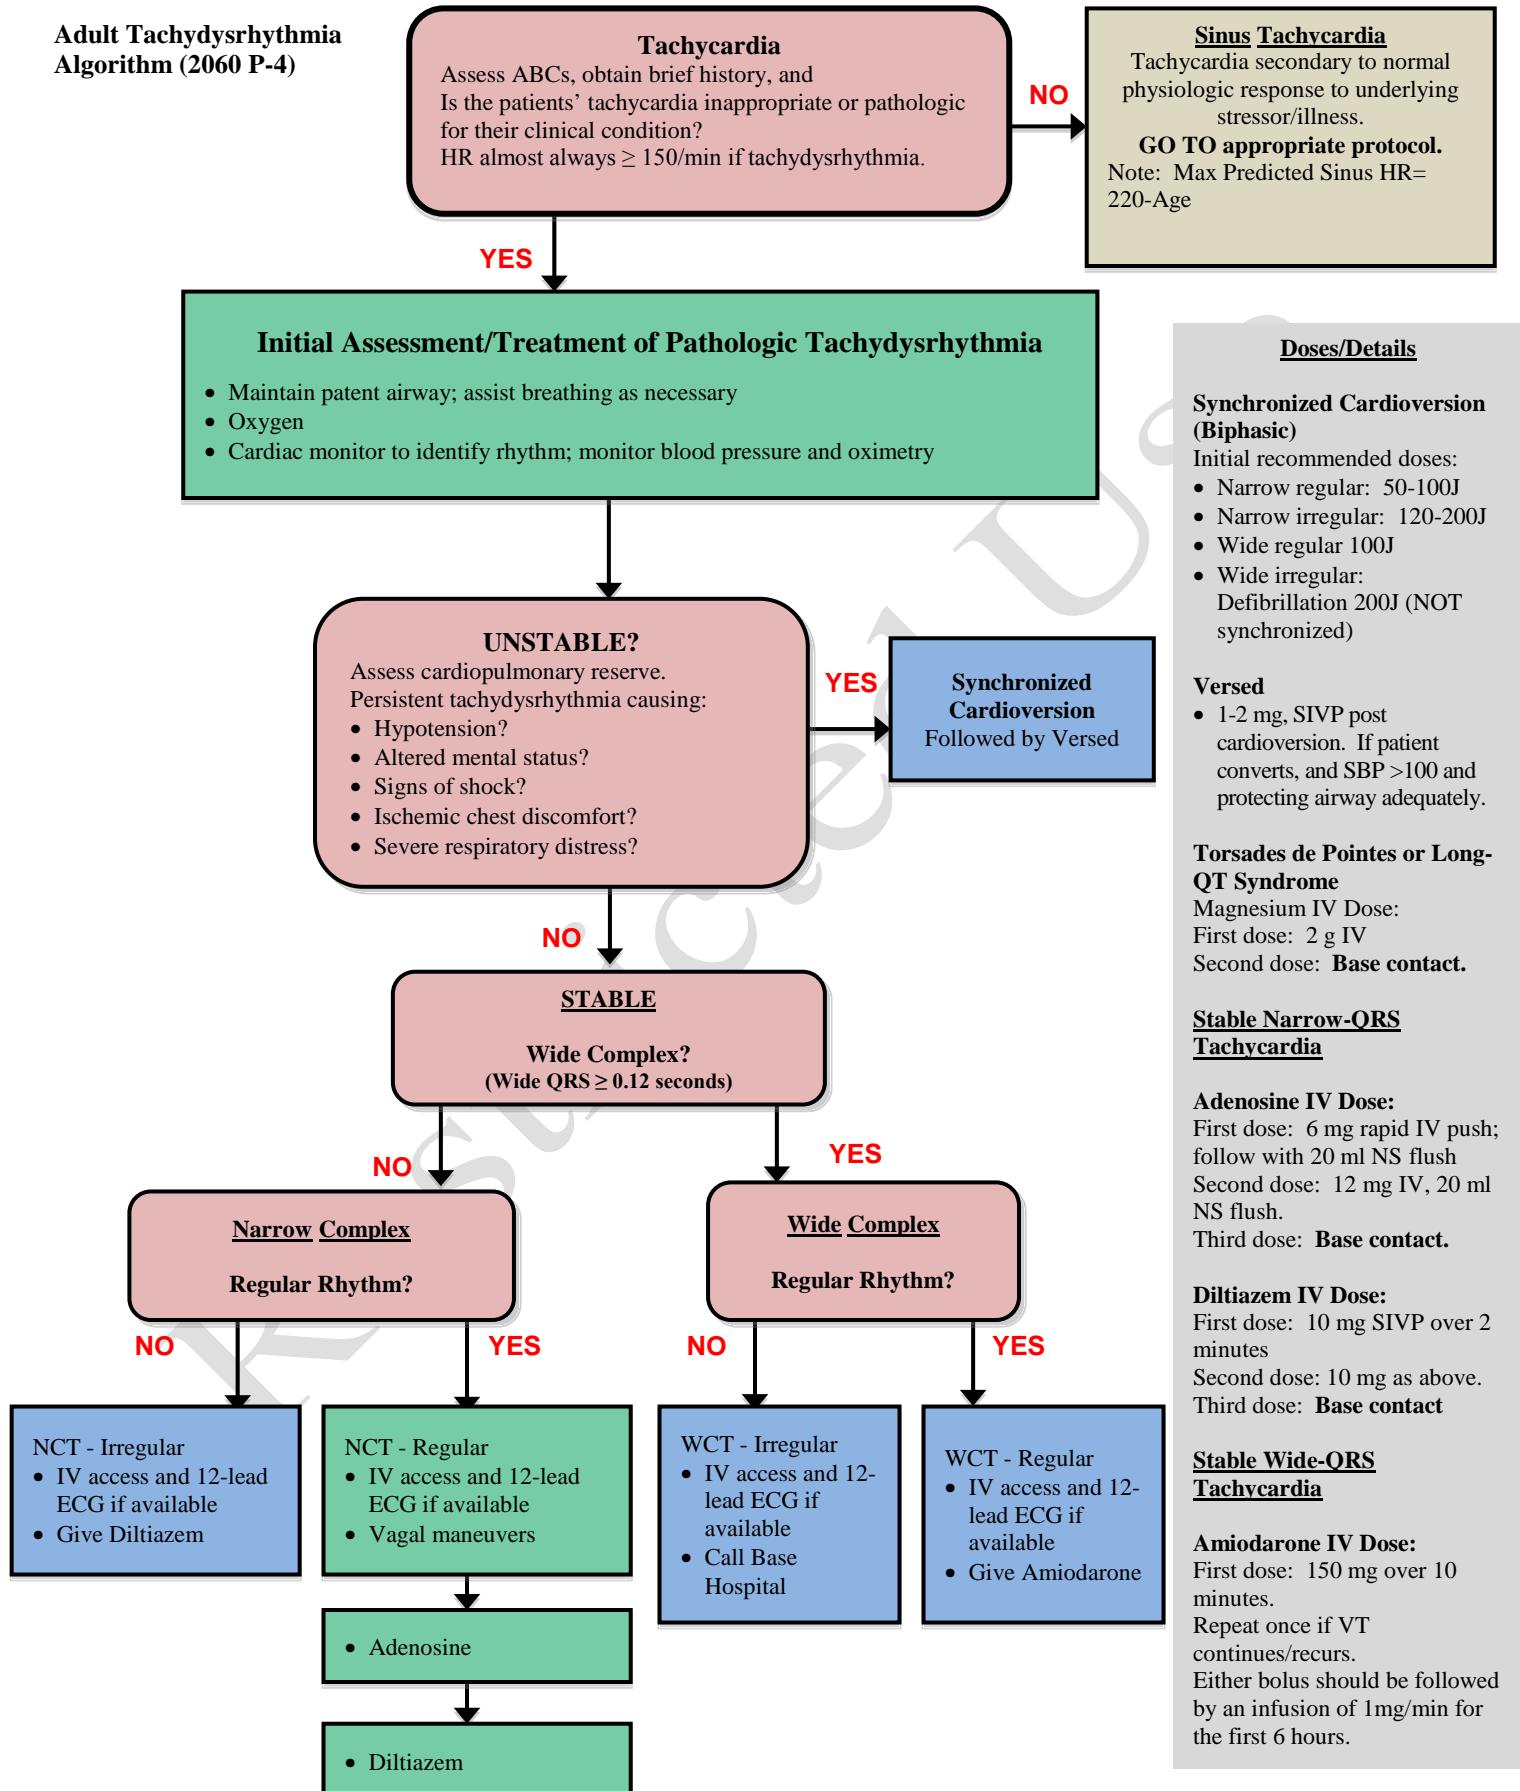 Adult Tachydysrhythmia
Algorithm (2060 P-4)
Tachycardia
Assess ABCs, obtain brief history, and
Is the patients’ tachycardia inappropriate or pathologic
for their clinical condition?
HR almost always ≥ 150/min if tachydysrhythmia.
NO
Sinus Tachycardia
Tachycardia secondary to normal
physiologic response to underlying
stressor/illness.
GO TO appropriate protocol.
Note: Max Predicted Sinus HR=
220-Age
YES
Initial Assessment/Treatment of Pathologic Tachydysrhythmia
• Maintain patent airway; assist breathing as necessary
• Oxygen
• Cardiac monitor to identify rhythm; monitor blood pressure and oximetry
UNSTABLE?
Assess cardiopulmonary reserve.
Persistent tachydysrhythmia causing:
• Hypotension?
• Altered mental status?
• Signs of shock?
• Ischemic chest discomfort?
• Severe respiratory distress?
YES
Synchronized
Cardioversion
Followed by Versed
NO
STABLE
Wide Complex?
(Wide QRS ≥ 0.12 seconds)
NO
YES
Narrow Complex
Regular Rhythm?
Wide Complex
Regular Rhythm?
NO
YES
NO
YES
NCT - Irregular
• IV access and 12-lead
ECG if available
• Give Diltiazem
NCT - Regular
• IV access and 12-lead
ECG if available
• Vagal maneuvers
• Adenosine
• Diltiazem
WCT - Irregular
• IV access and 12-
lead ECG if
available
• Call Base
Hospital
WCT - Regular
• IV access and 12-
lead ECG if
available
• Give Amiodarone
Doses/Details
Synchronized Cardioversion
(Biphasic)
Initial recommended doses:
• Narrow regular: 50-100J
• Narrow irregular: 120-200J
• Wide regular 100J
• Wide irregular:
Defibrillation 200J (NOT
synchronized)
Versed
• 1-2 mg, SIVP post
cardioversion. If patient
converts, and SBP >100 and
protecting airway adequately.
Torsades de Pointes or Long-
QT Syndrome
Magnesium IV Dose:
First dose: 2 g IV
Second dose: Base contact.
Stable Narrow-QRS
Tachycardia
Adenosine IV Dose:
First dose: 6 mg rapid IV push;
follow with 20 ml NS flush
Second dose: 12 mg IV, 20 ml
NS flush.
Third dose: Base contact.
Diltiazem IV Dose:
First dose: 10 mg SIVP over 2
minutes
Second dose: 10 mg as above.
Third dose: Base contact
Stable Wide-QRS
Tachycardia
Amiodarone IV Dose:
First dose: 150 mg over 10
minutes.
Repeat once if VT
continues/recurs.
Either bolus should be followed
by an infusion of 1mg/min for
the first 6 hours.